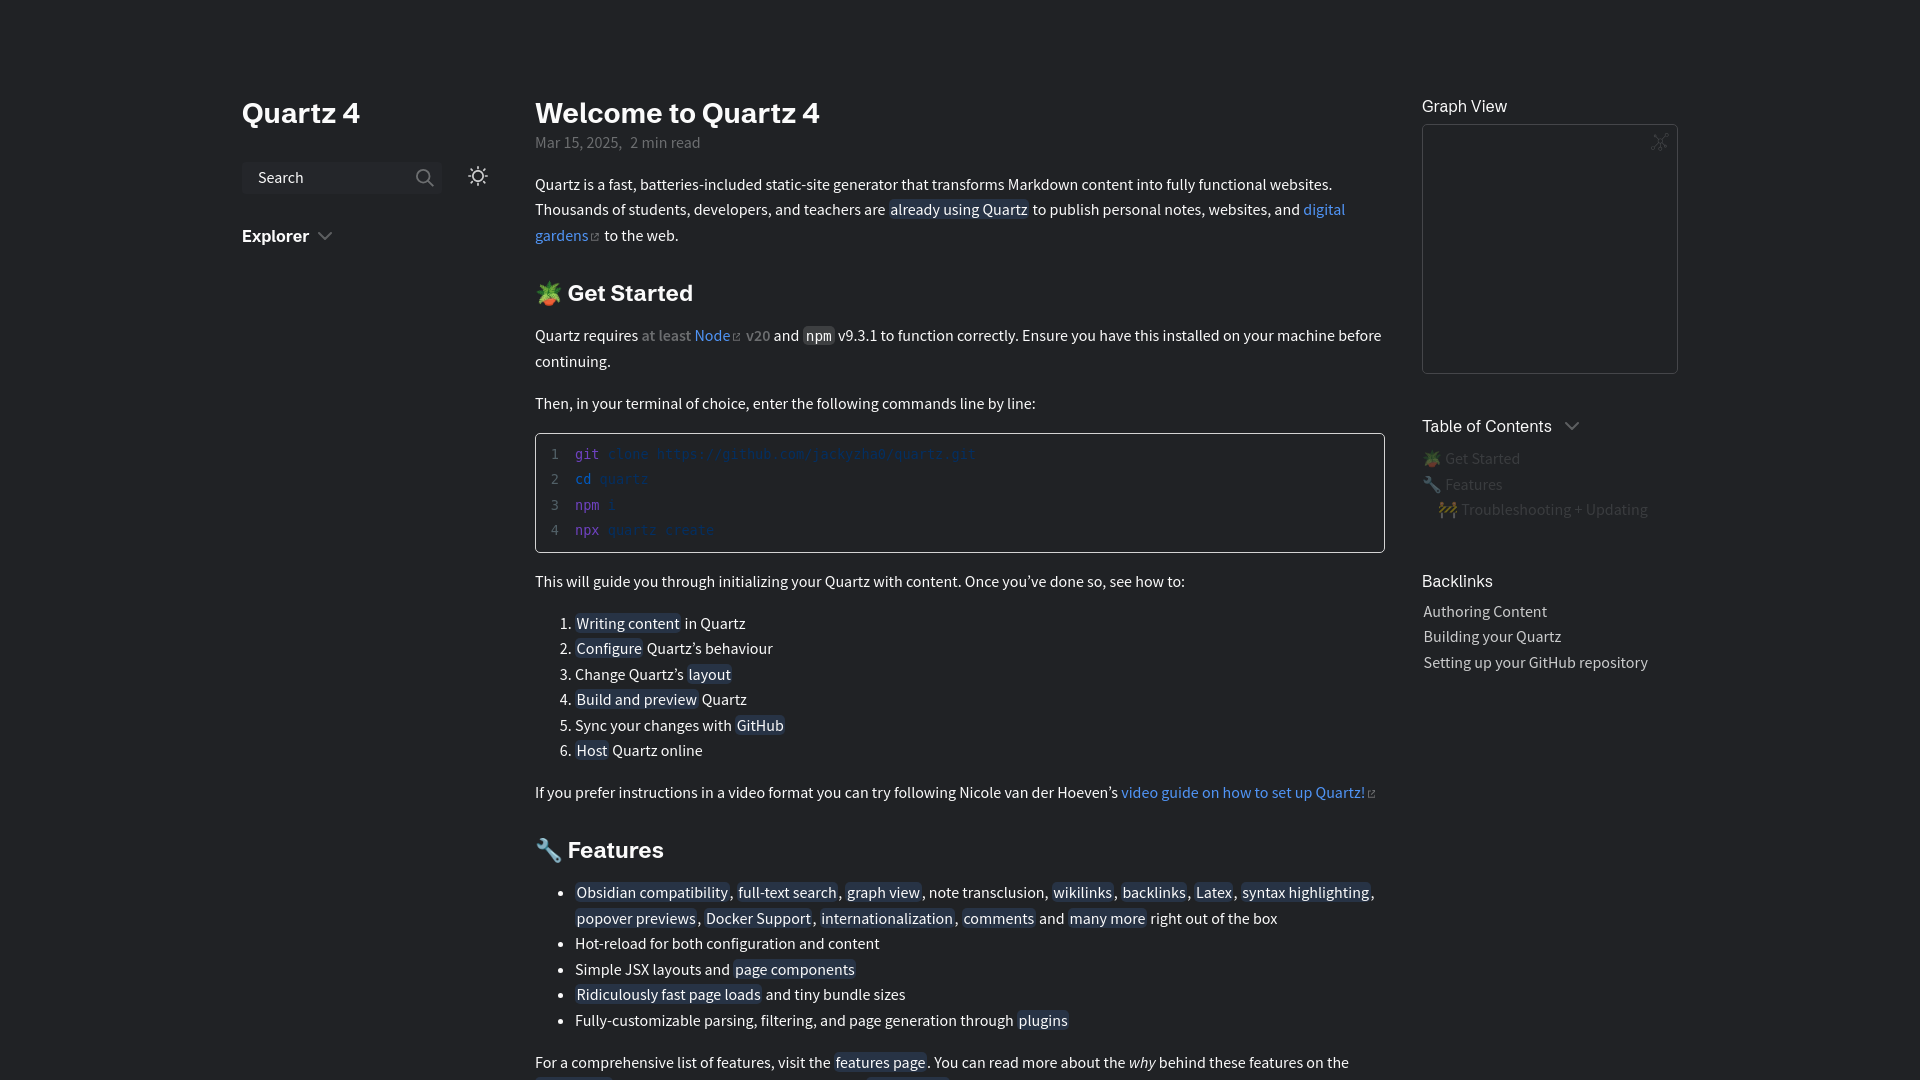 Quartz 4
Search
Explorer
Welcome to Quartz 4
Mar 15, 2025, 2 min read
Quartz is a fast, batteries-included static-site generator that transforms Markdown content into fully functional websites.
Thousands of students, developers, and teachers are already using Quartz to publish personal notes, websites, and digital
gardens to the web.
🪴 Get Started
Quartz requires at least Node v20 and npm v9.3.1 to function correctly. Ensure you have this installed on your machine before
continuing.
Then, in your terminal of choice, enter the following commands line by line:
1 git clone https://github.com/jackyzha0/quartz.git
2 cd quartz
3 npm i
4 npx quartz create
This will guide you through initializing your Quartz with content. Once you’ve done so, see how to:
1. Writing content in Quartz
2. Configure Quartz’s behaviour
3. Change Quartz’s layout
4. Build and preview Quartz
5. Sync your changes with GitHub
6. Host Quartz online
If you prefer instructions in a video format you can try following Nicole van der Hoeven’s video guide on how to set up Quartz!
🔧 Features
• Obsidian compatibility, full-text search, graph view, note transclusion, wikilinks, backlinks, Latex, syntax highlighting,
popover previews, Docker Support, internationalization, comments and many more right out of the box
• Hot-reload for both configuration and content
• Simple JSX layouts and page components
• Ridiculously fast page loads and tiny bundle sizes
• Fully-customizable parsing, filtering, and page generation through plugins
For a comprehensive list of features, visit the features page. You can read more about the why behind these features on the
Graph View
Table of Contents
🪴 Get Started
🔧 Features
🚧 Troubleshooting + Updating
Backlinks
Authoring Content
Building your Quartz
Setting up your GitHub repository